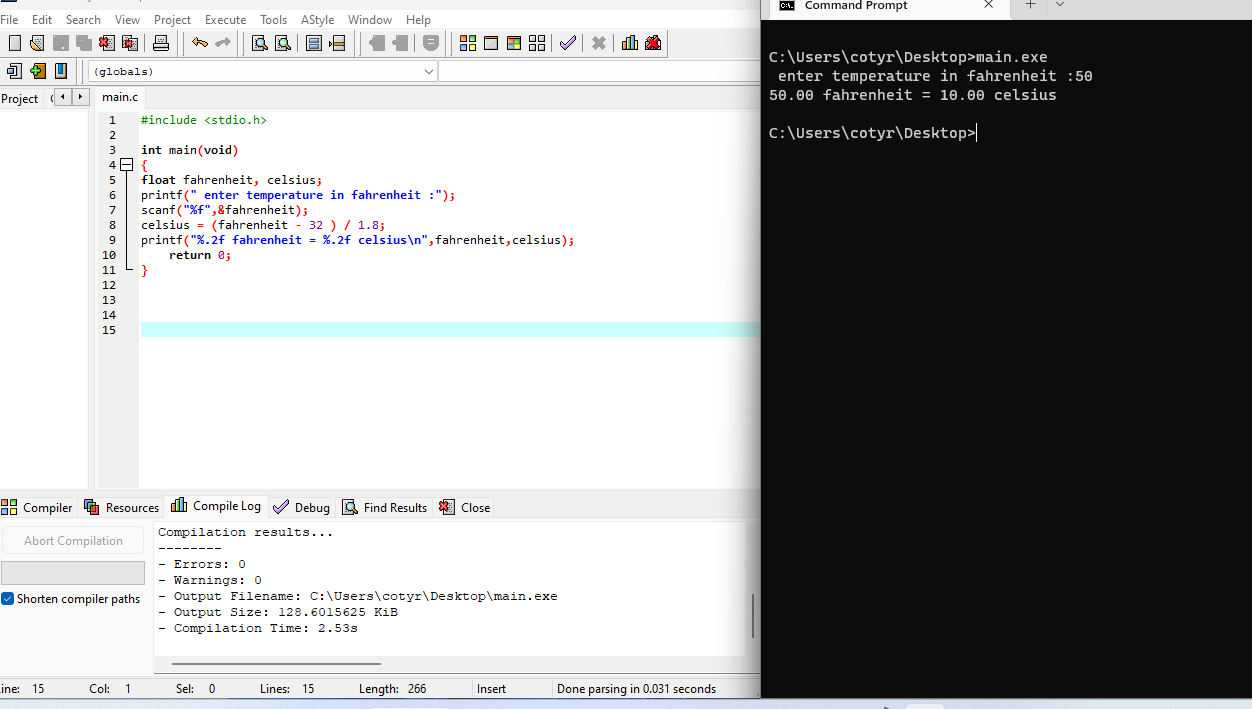 File Edit Search View Project Execute Tools AStyle Window Help
(globals)
Project
main.c
1 #include <stdio.h>
2
3 int main(void)
4 {
5 float fahrenheit, celsius;
6 printf(" enter temperature in fahrenheit :");
7 scanf("%f",&fahrenheit);
8 celsius = (fahrenheit - 32 ) / 1.8;
9 printf("%.2f fahrenheit = %.2f celsius\n",fahrenheit,celsius);
10 return 0;
11 }
12
13
14
15
Compiler Resources Compile Log Debug Find Results Close
Abort Compilation
Shorten compiler paths
Compilation results...
--------
- Errors: 0
- Warnings: 0
- Output Filename: C:\Users\cotyr\Desktop\main.exe
- Output Size: 128.6015625 KiB
- Compilation Time: 2.53s
ine: 15 Col: 1 Sel: 0 Lines: 15 Length: 266 Insert Done parsing in 0.031 seconds
Command Prompt
C:\Users\cotyr\Desktop>main.exe
enter temperature in fahrenheit :50
50.00 fahrenheit = 10.00 celsius
C:\Users\cotyr\Desktop>